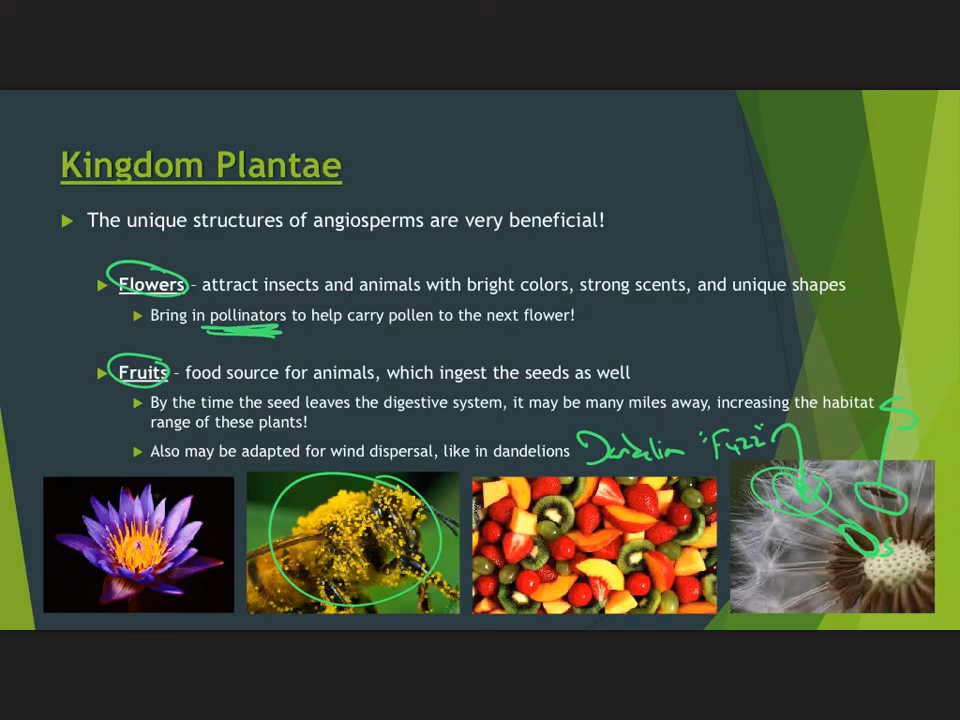 Kingdom Plantae
The unique structures of angiosperms are very beneficial!
Flowers – attract insects and animals with bright colors, strong scents, and unique shapes
Bring in pollinators to help carry pollen to the next flower!
Fruits – food source for animals, which ingest the seeds as well
By the time the seed leaves the digestive system, it may be many miles away, increasing the habitat
range of these plants!
Also may be adapted for wind dispersal, like in dandelions
Dandelion "Fuzz"
S
S